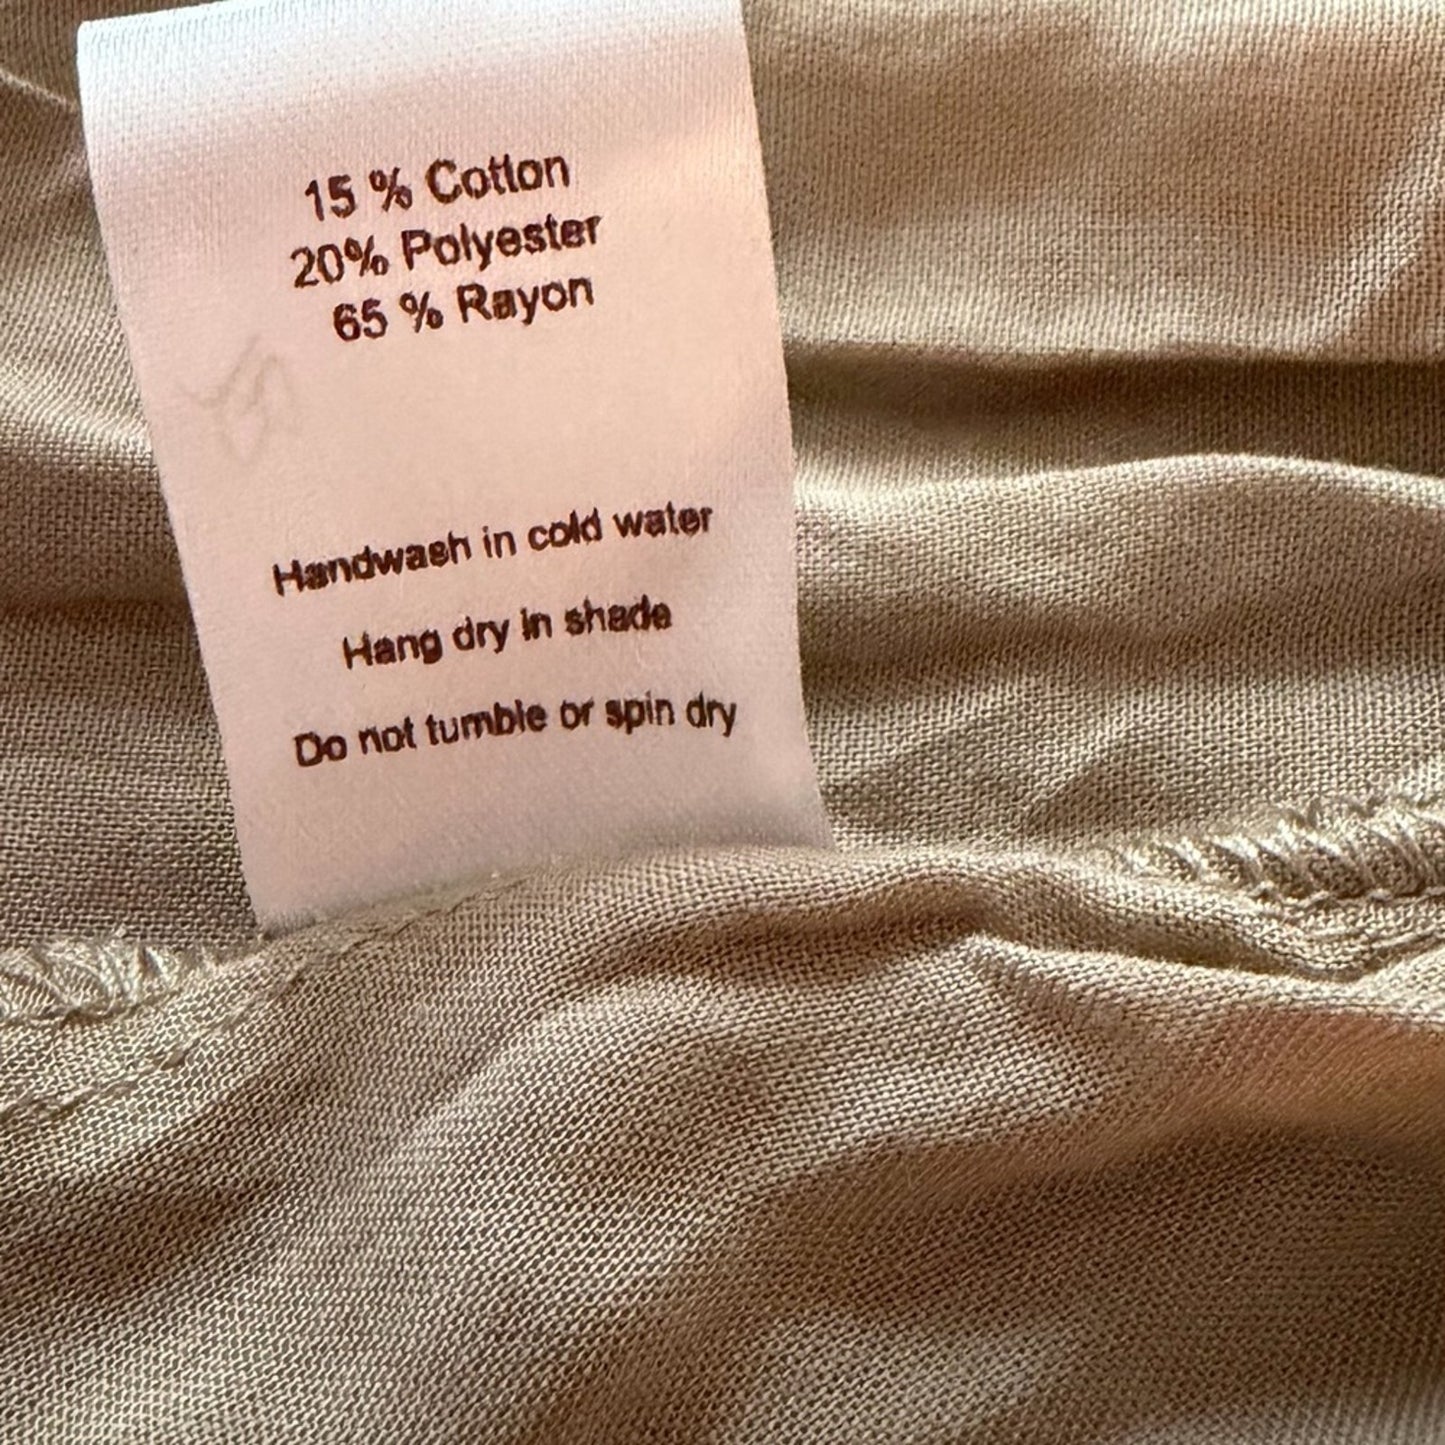 15 % Cotton
20% Polyester
65 % Rayon
Handwash in cold water
Hang dry in shade
Do not tumble or spin dry